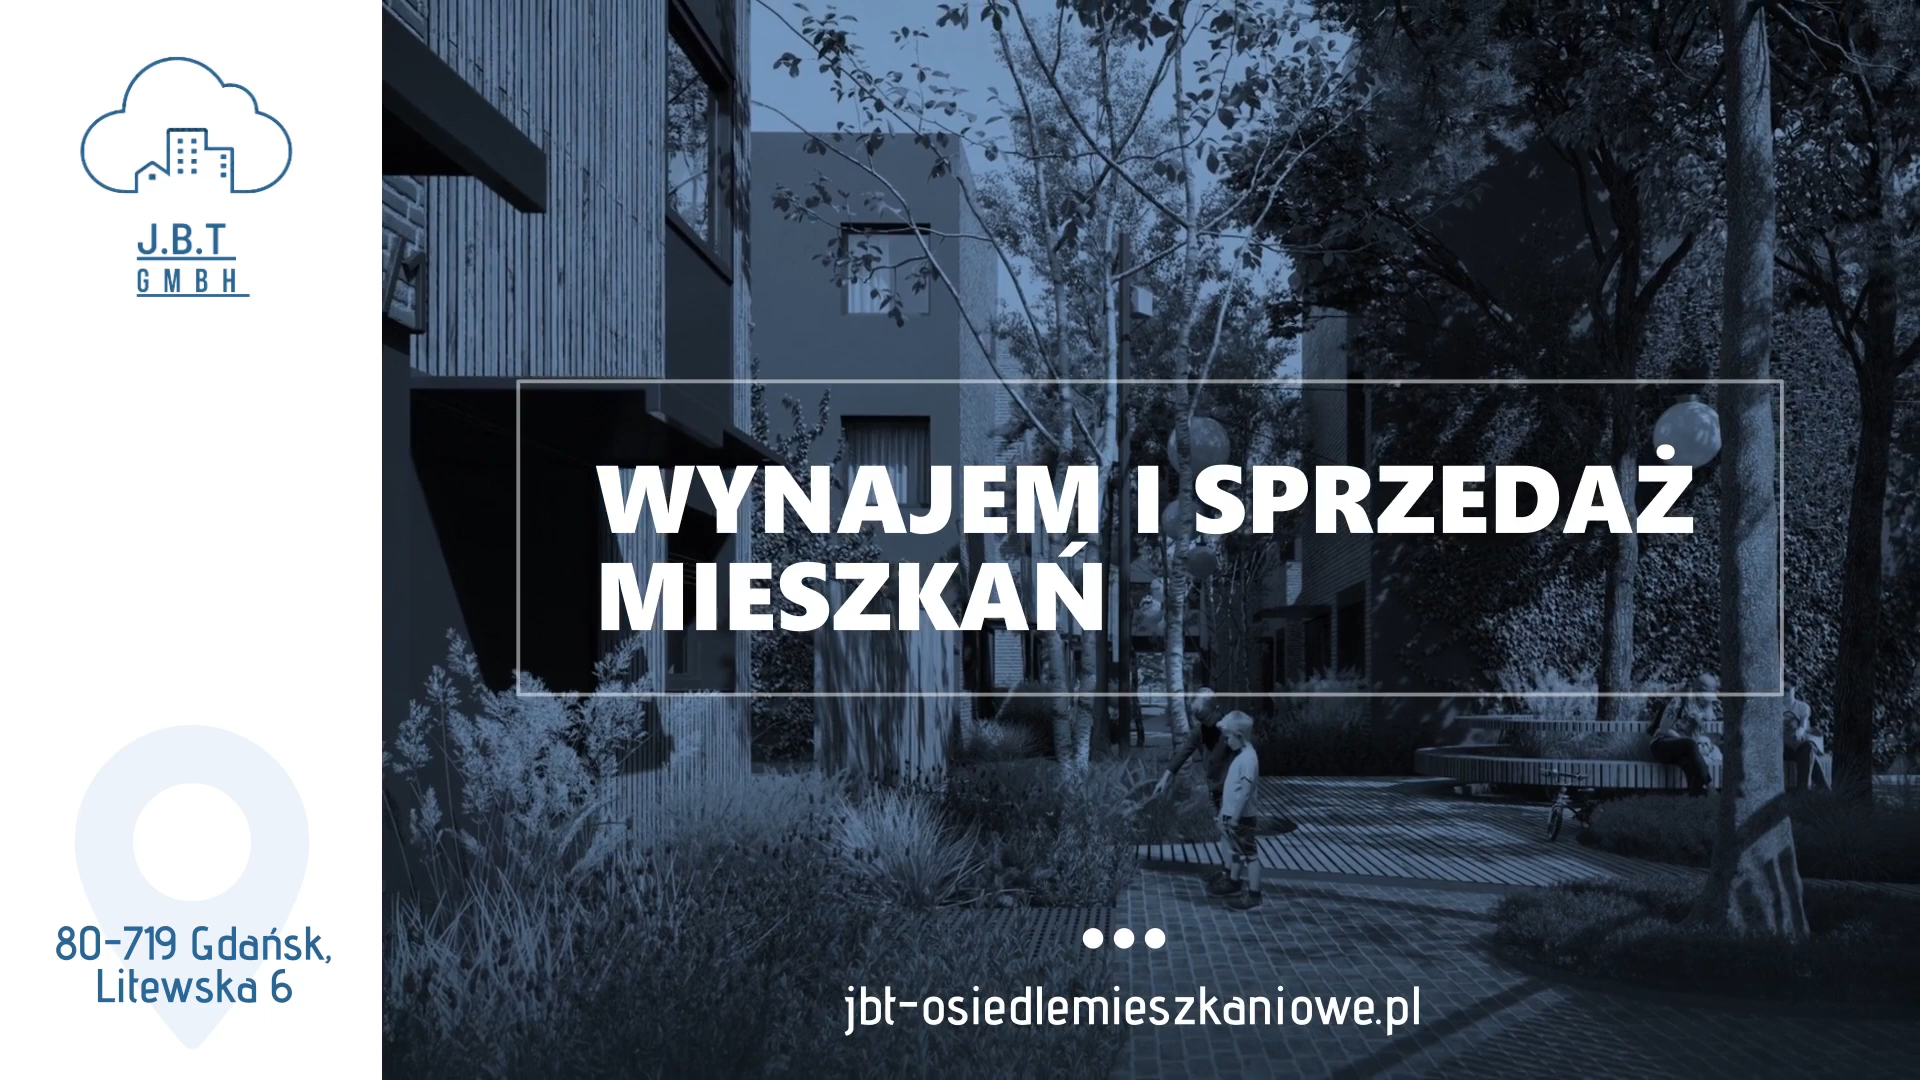 J.B.T
GMBH
WYNAJEM I SPRZEDAŻ
MIESZKAŃ
80-719 Gdańsk,
Litewska 6
jbt-osiedlemieszkaniowe.pl